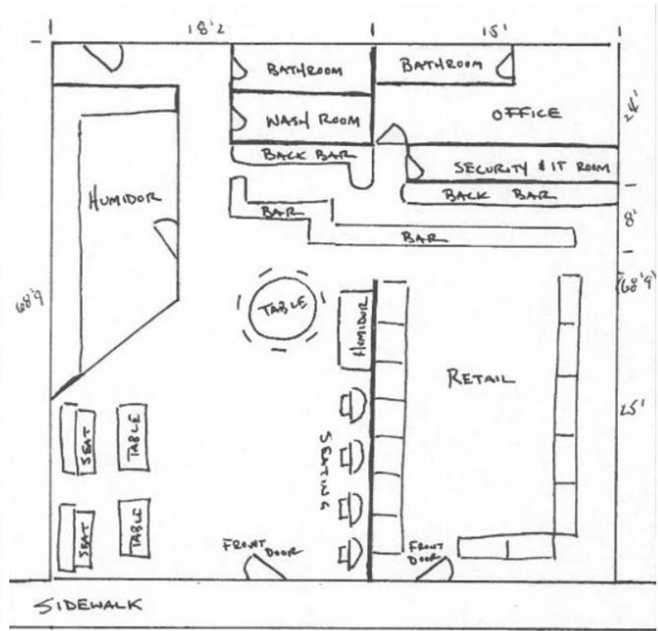 18'2
15'
BATHROOM
BATHROOM
WASH ROOM
OFFICE
24'
BACK BAR
SECURITY & IT ROOM
BACK BAR
HUMIDOR
BAR
BAR
8'
68'9
68'9
TABLE
HUMIDOR
RETAIL
25'
SEAT
TABLE
SEATING
SEAT
TABLE
FRONT
DOOR
FRONT
DOOR
SIDEWALK